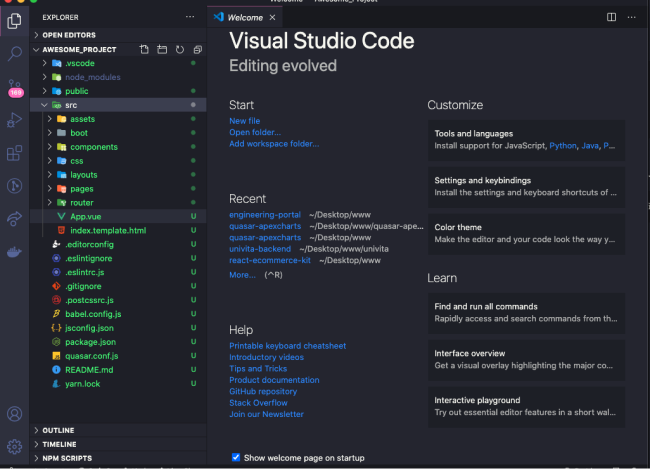 Welcome — Awesome_Project
EXPLORER
OPEN EDITORS
AWESOME_PROJECT
.vscode
node_modules
public
src
assets
boot
components
css
layouts
pages
router
App.vue U
index.template.html U
.editorconfig U
.eslintignore U
.eslintrc.js U
.gitignore U
.postcssrc.js U
babel.config.js U
jsconfig.json U
package.json U
quasar.conf.js U
README.md U
yarn.lock U
OUTLINE
TIMELINE
NPM SCRIPTS
Welcome
Visual Studio Code
Editing evolved
Start
New file
Open folder...
Add workspace folder...
Recent
engineering-portal ~/Desktop/www
quasar-apexcharts ~/Desktop/www/quasar-ape...
quasar-apexcharts ~/Desktop/www
univita-backend ~/Desktop/www/univita
react-ecommerce-kit ~/Desktop/www
More... (^R)
Help
Printable keyboard cheatsheet
Introductory videos
Tips and Tricks
Product documentation
GitHub repository
Stack Overflow
Join our Newsletter
Show welcome page on startup
Customize
Tools and languages
Install support for JavaScript, Python, Java, P...
Settings and keybindings
Install the settings and keyboard shortcuts of ...
Color theme
Make the editor and your code look the way y...
Learn
Find and run all commands
Rapidly access and search commands from th...
Interface overview
Get a visual overlay highlighting the major co...
Interactive playground
Try out essential editor features in a short wal...